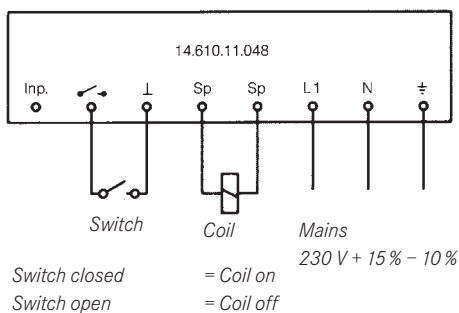 14.610.11.048
Inp. ⊥ Sp Sp L1 N ⏚
Switch Coil Mains
230 V + 15 % – 10 %
Switch closed = Coil on
Switch open = Coil off